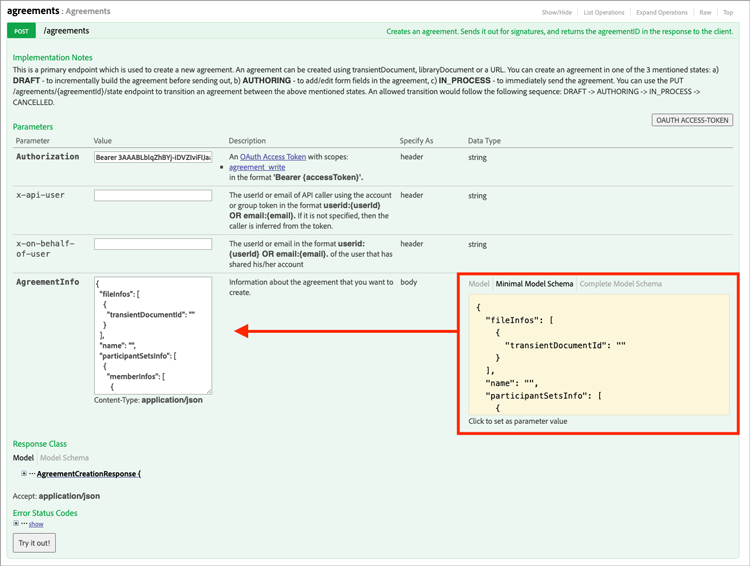 agreements : Agreements
Show/Hide | List Operations | Expand Operations | Raw | Top
POST /agreements Creates an agreement. Sends it out for signatures, and returns the agreementID in the response to the client.
Implementation Notes
This is a primary endpoint which is used to create a new agreement. An agreement can be created using transientDocument, libraryDocument or a URL. You can create an agreement in one of the 3 mentioned states: a)
DRAFT - to incrementally build the agreement before sending out, b) AUTHORING - to add/edit form fields in the agreement, c) IN_PROCESS - to immediately send the agreement. You can use the PUT
/agreements/{agreementId}/state endpoint to transition an agreement between the above mentioned states. An allowed transition would follow the following sequence: DRAFT -> AUTHORING -> IN_PROCESS ->
CANCELLED.
OAUTH ACCESS-TOKEN
Parameters
Parameter Value Description Specify As Data Type
Authorization
An OAuth Access Token with scopes:
agreement_write
in the format 'Bearer {accessToken}'.
header
string
x-api-user
The userId or email of API caller using the account
or group token in the format userid:{userId}
OR email:{email}. If it is not specified, then the
caller is inferred from the token.
header
string
x-on-behalf-
of-user
The userId or email in the format userid:
{userId} OR email:{email}. of the user that has
shared his/her account
header
string
AgreementInfo
{
"fileInfos": [
{
"transientDocumentId": ""
}
],
"name": "",
"participantSetsInfo": [
{
"memberInfos": [
{
Content-Type: application/json
Information about the agreement that you want to
create.
body
Model | Minimal Model Schema | Complete Model Schema
{
"fileInfos": [
{
"transientDocumentId": ""
}
],
"name": "",
"participantSetsInfo": [
{
Click to set as parameter value
Response Class
Model | Model Schema
AgreementCreationResponse {
Accept: application/json
Error Status Codes
show
Try it out!